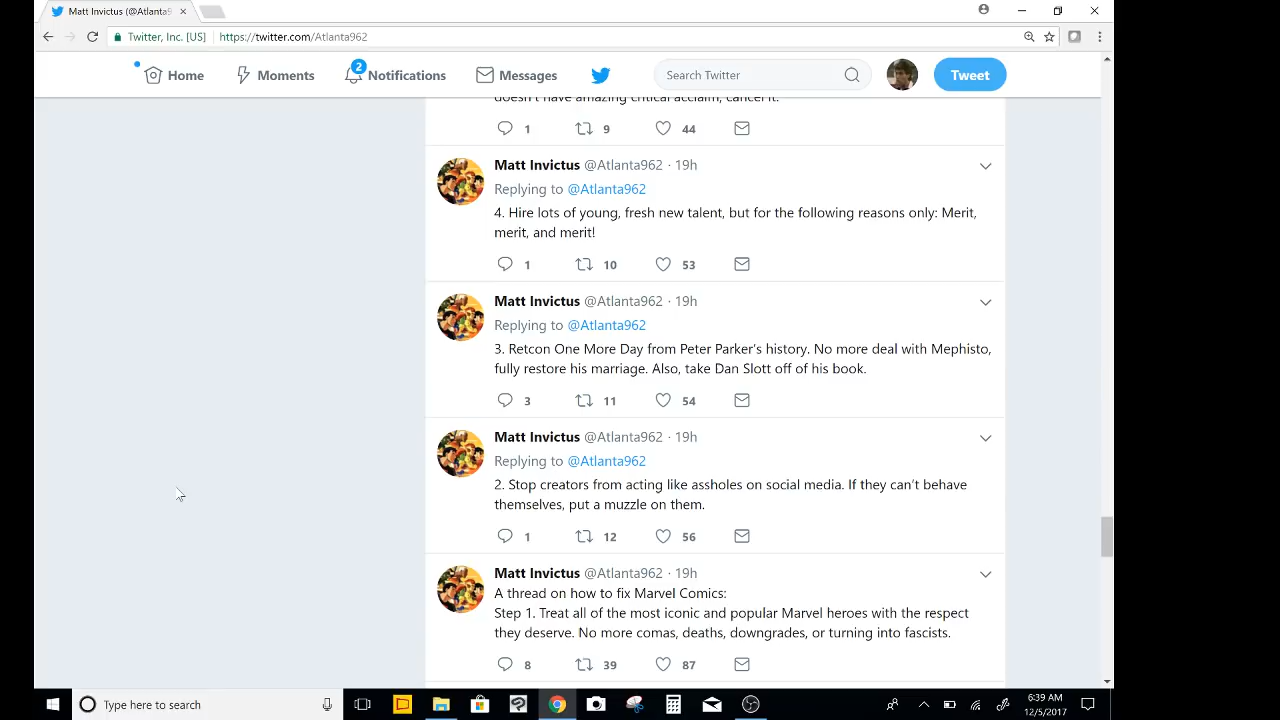 Matt Invictus (@Atlanta9
Twitter, Inc. [US] https://twitter.com/Atlanta962
2
Home Moments Notifications Messages Search Twitter Tweet
doesn't have amazing critical acclaim, cancel it.
1 9 44
Matt Invictus @Atlanta962 · 19h
Replying to @Atlanta962
4. Hire lots of young, fresh new talent, but for the following reasons only: Merit,
merit, and merit!
1 10 53
Matt Invictus @Atlanta962 · 19h
Replying to @Atlanta962
3. Retcon One More Day from Peter Parker's history. No more deal with Mephisto,
fully restore his marriage. Also, take Dan Slott off of his book.
3 11 54
Matt Invictus @Atlanta962 · 19h
Replying to @Atlanta962
2. Stop creators from acting like assholes on social media. If they can't behave
themselves, put a muzzle on them.
1 12 56
Matt Invictus @Atlanta962 · 19h
A thread on how to fix Marvel Comics:
Step 1. Treat all of the most iconic and popular Marvel heroes with the respect
they deserve. No more comas, deaths, downgrades, or turning into fascists.
8 39 87
Type here to search
6:39 AM
12/5/2017